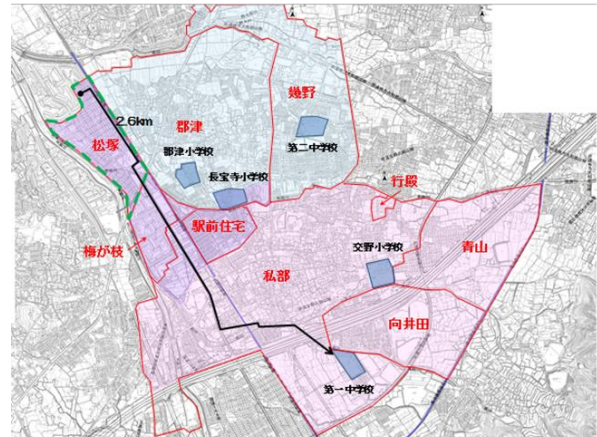 幾野
2.6km
郡津
松塚
郡津小学校
第二中学校
長宝寺小学校
行殿
駅前住宅
梅が枝
交野小学校
青山
私部
向井田
第一中学校